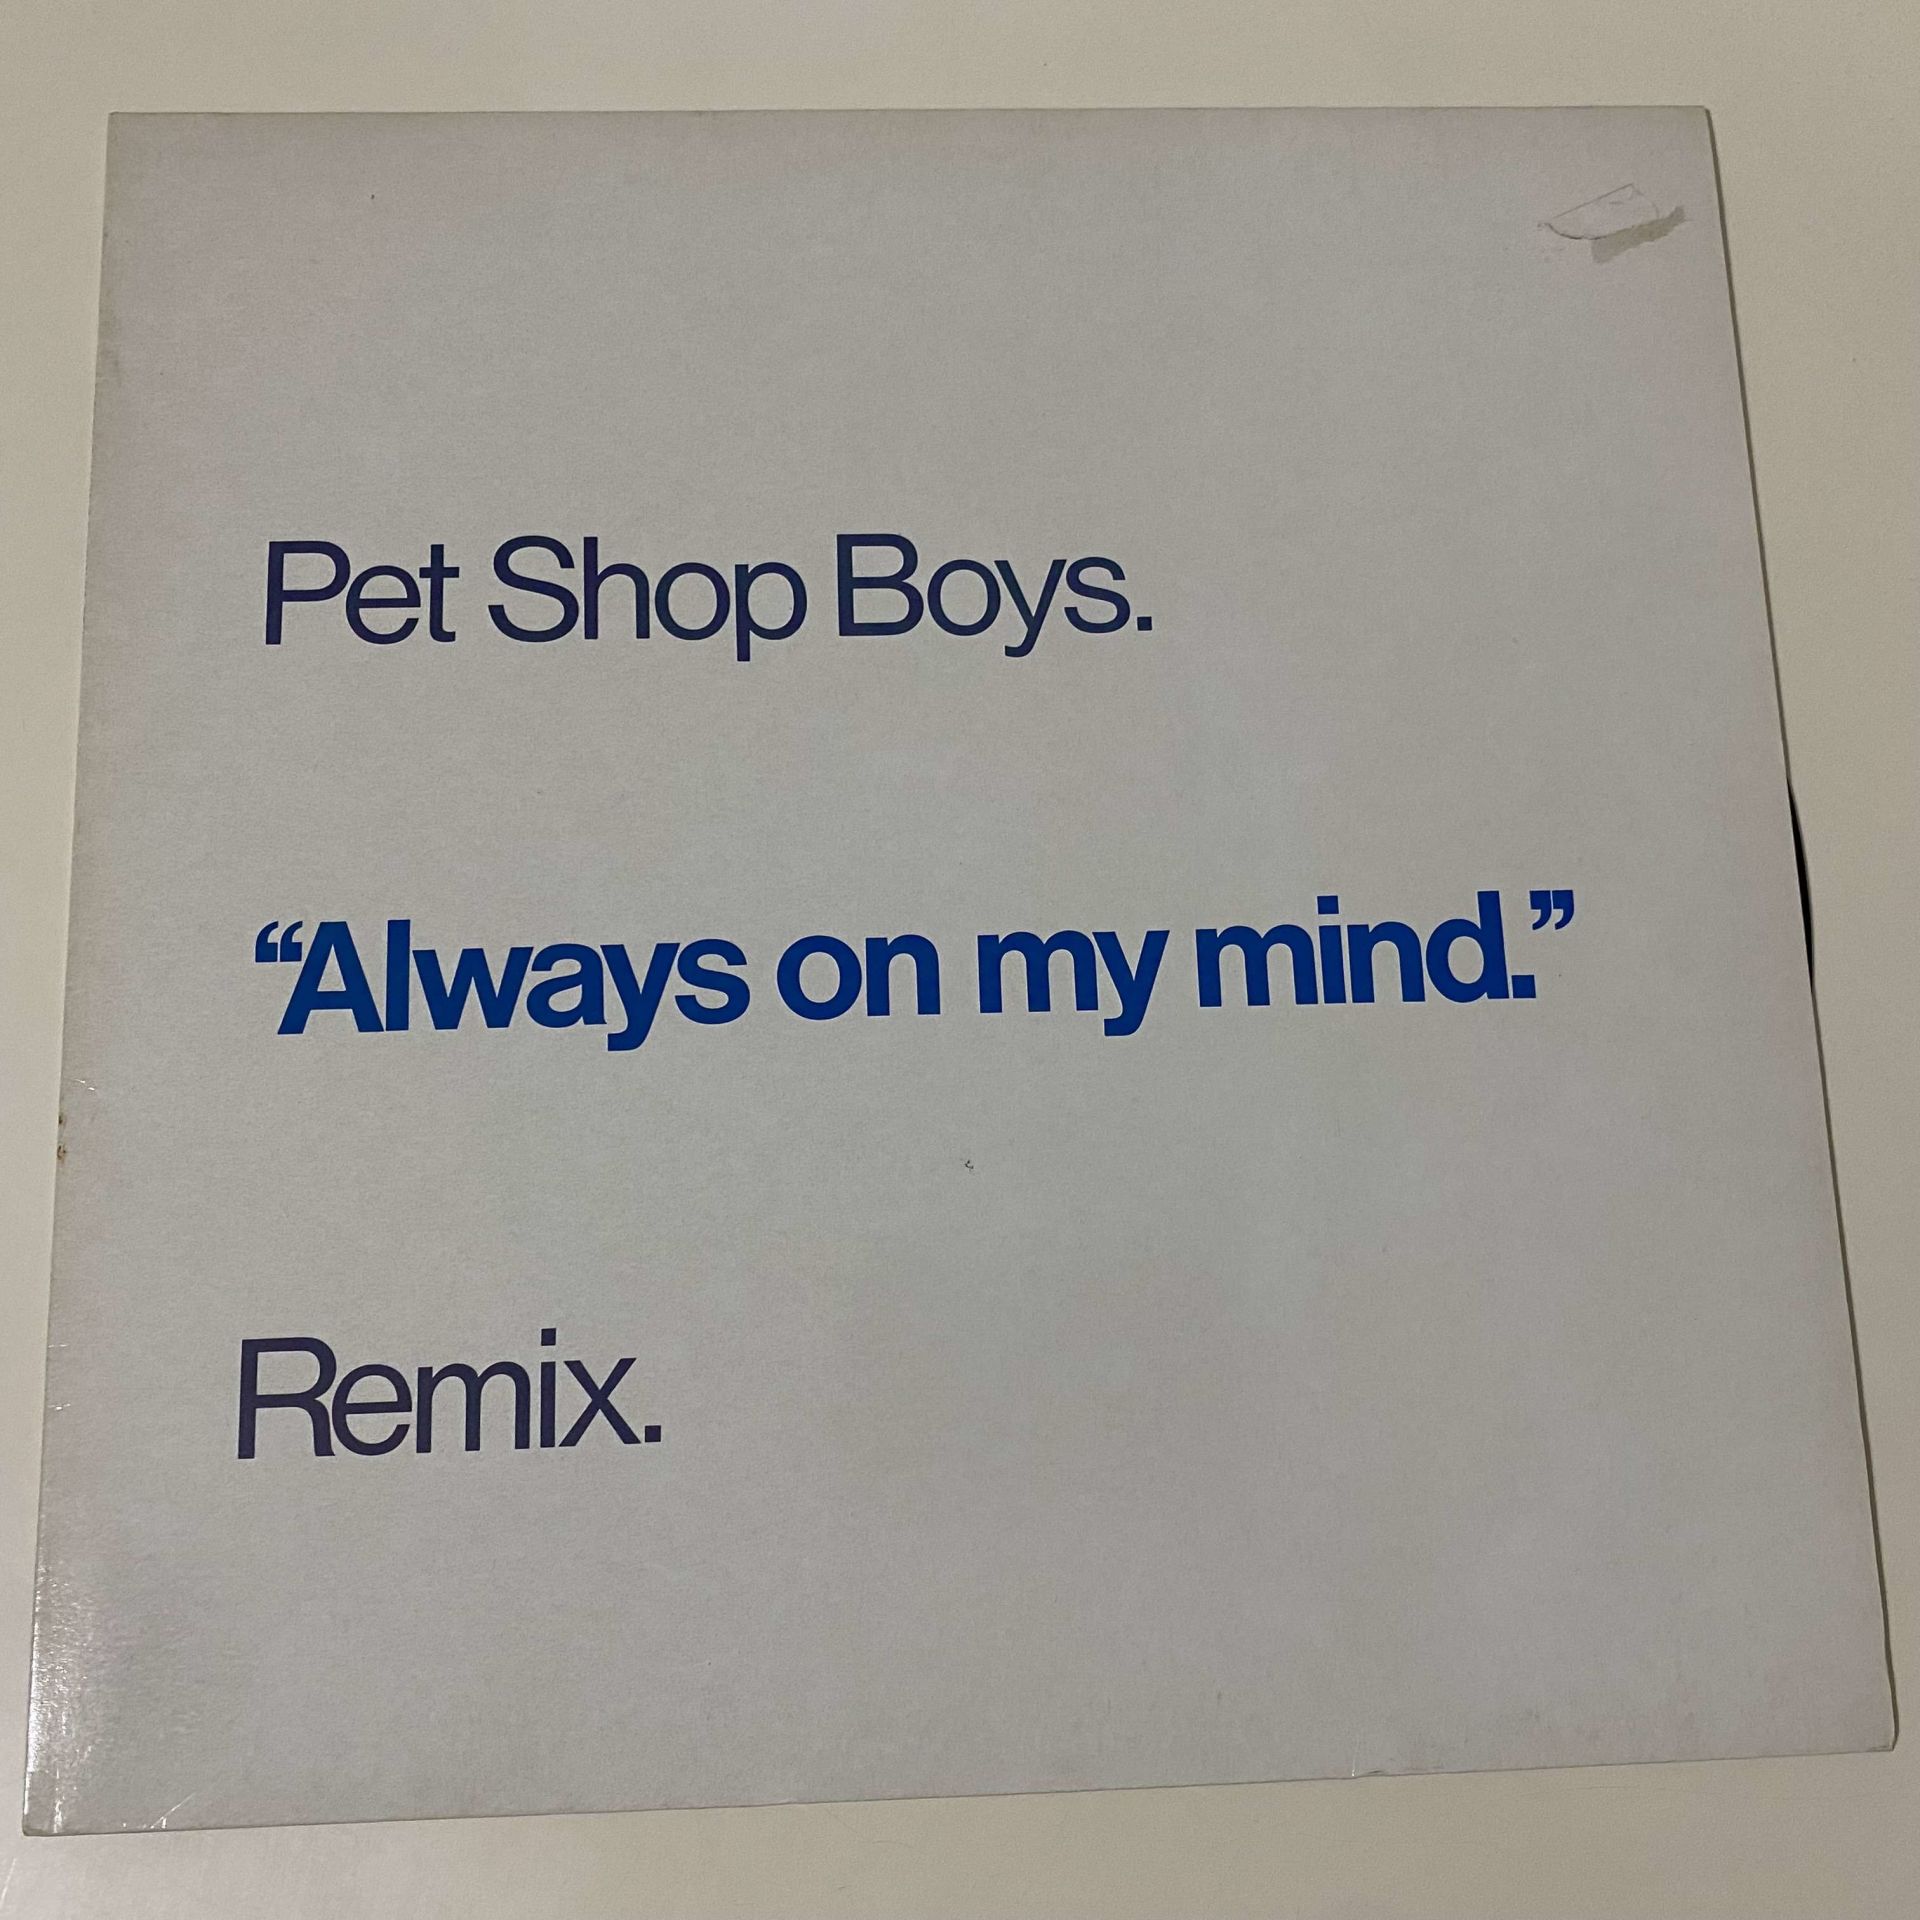 Pet Shop Boys.
“Always on my mind.”
Remix.